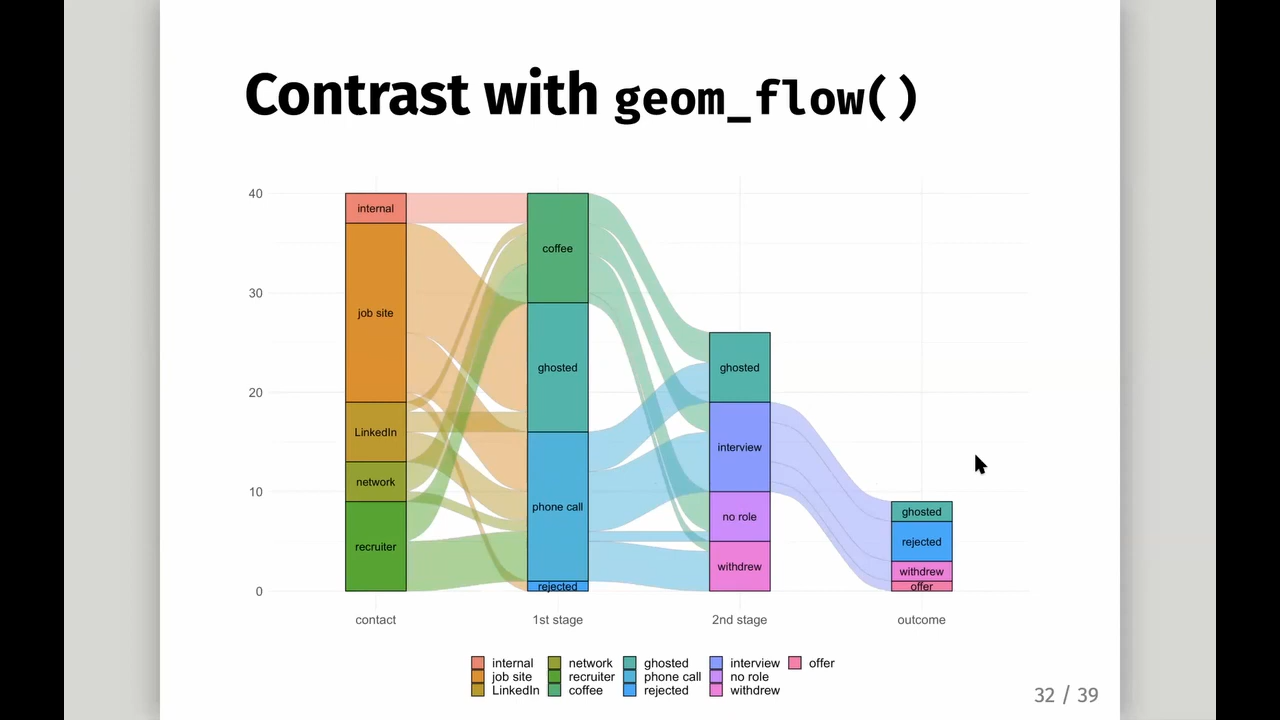 Contrast with geom_flow()
40
30
20
10
0
internal
job site
LinkedIn
network
recruiter
coffee
ghosted
phone call
rejected
ghosted
interview
no role
withdrew
ghosted
rejected
withdrew
offer
contact 1st stage 2nd stage outcome
internal network ghosted interview offer
job site recruiter phone call no role
LinkedIn coffee rejected withdrew
32 / 39